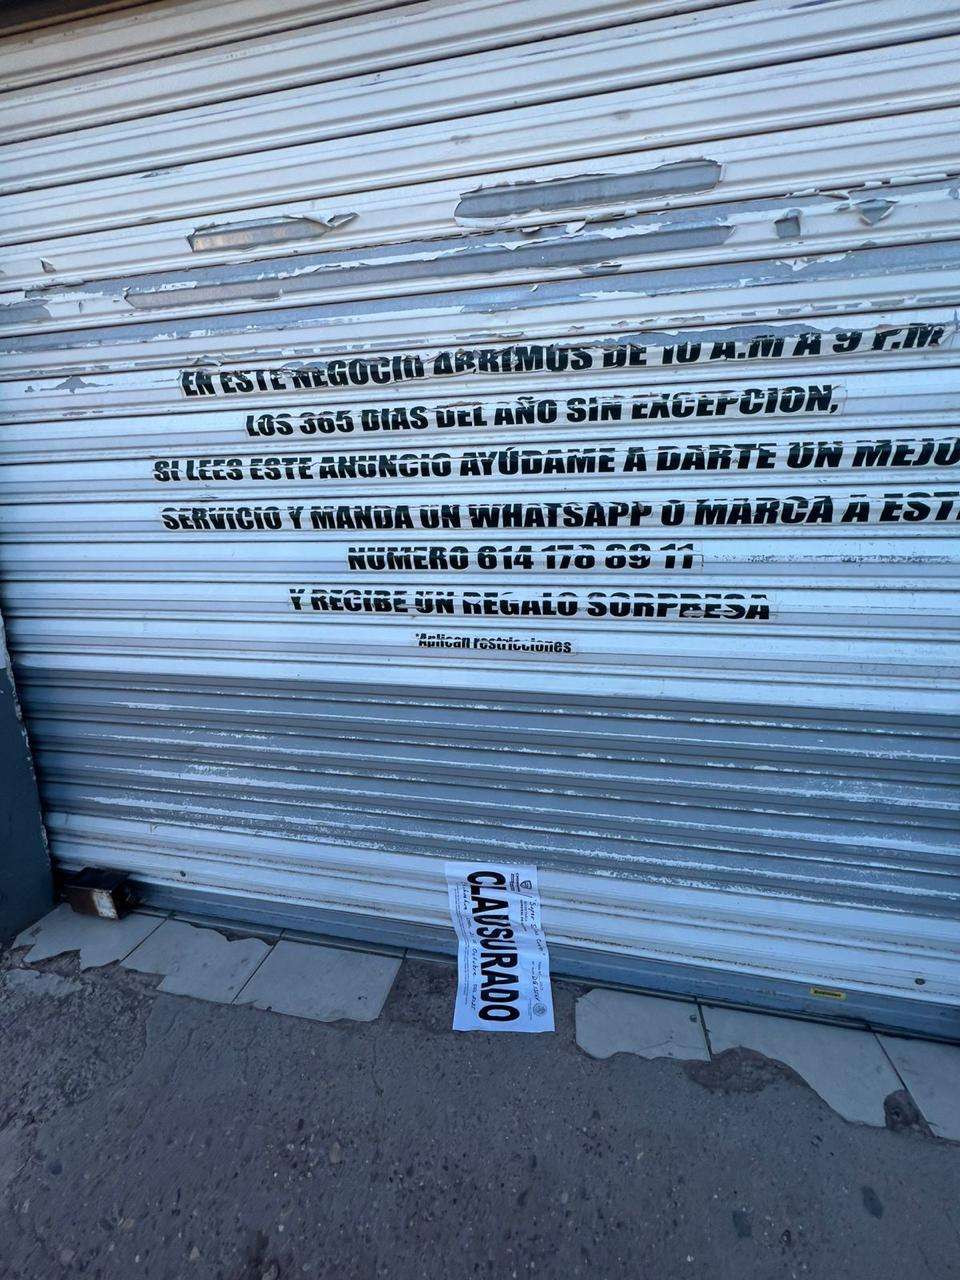 EN ESTE NEGOCIO ABRIMOS DE 10 A.M A 9 P.M
LOS 365 DIAS DEL AÑO SIN EXCEPCION,
SI LEES ESTE ANUNCIO AYÚDAME A DARTE UN MEJO
SERVICIO Y MANDA UN WHATSAPP O MARCA A EST
NUMERO 614 178 89 11
Y RECIBE UN REGALO SORPRESA
*Aplican restricciones
CLAUSURADO